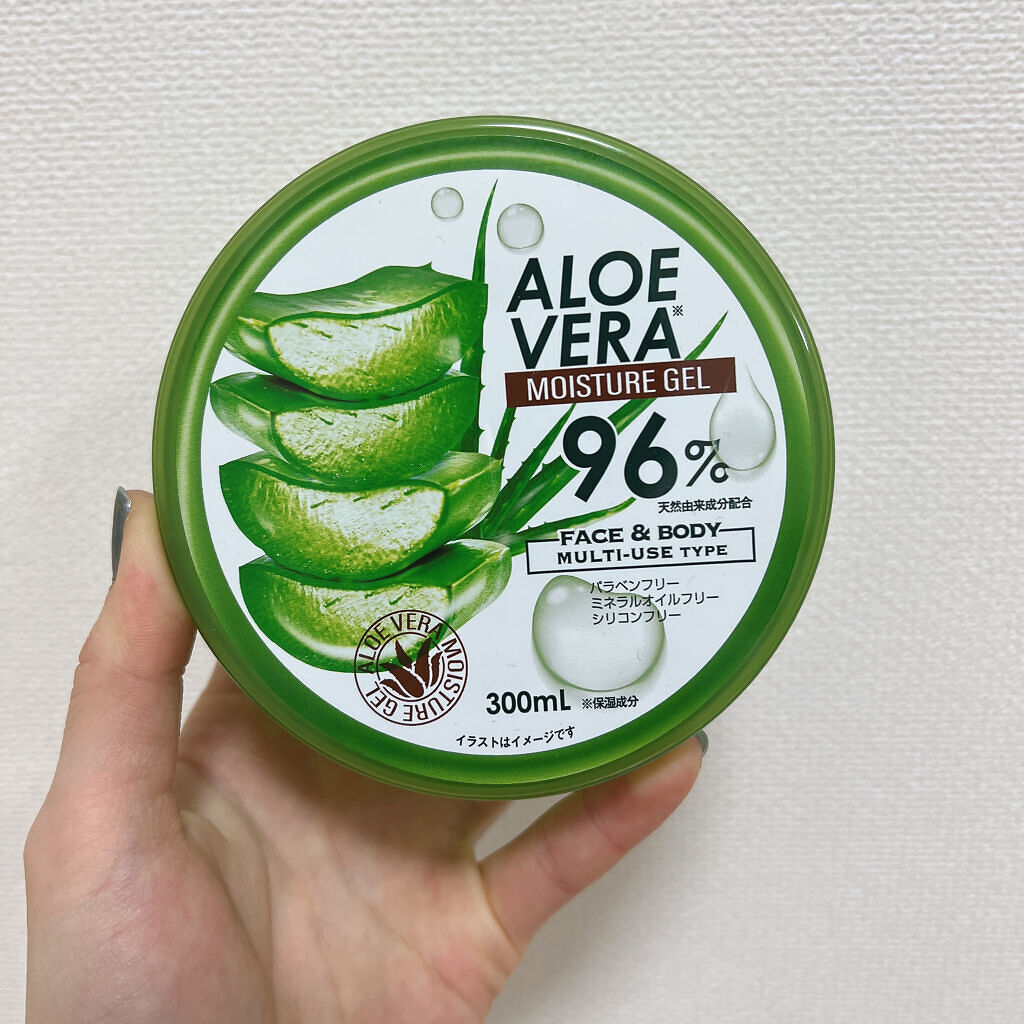 ALOE
VERA※
MOISTURE GEL
96%
天然由来成分配合
FACE & BODY
MULTI-USE TYPE
パラベンフリー
ミネラルオイルフリー
シリコンフリー
ALOE VERA MOISTURE GEL
300mL ※保湿成分
イラストはイメージです